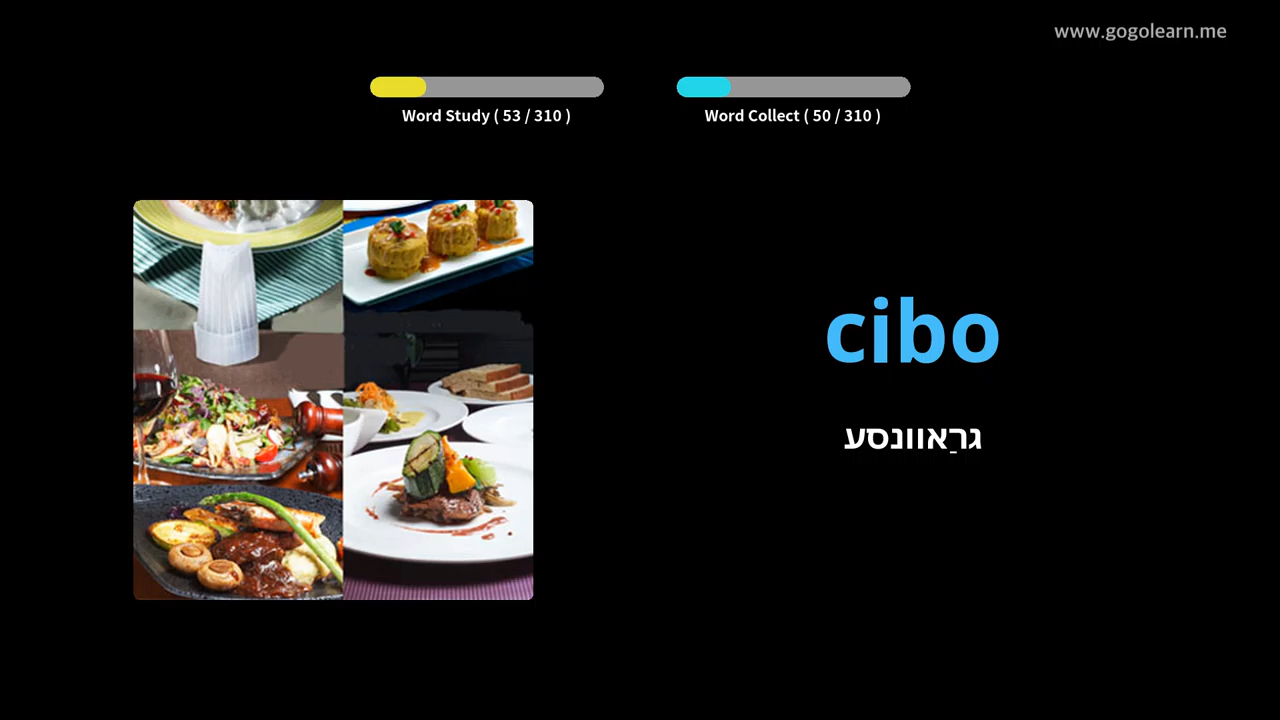 www.gogolearn.me
Word Study ( 53 / 310 )
Word Collect ( 50 / 310 )
cibo
גרַאוונסע